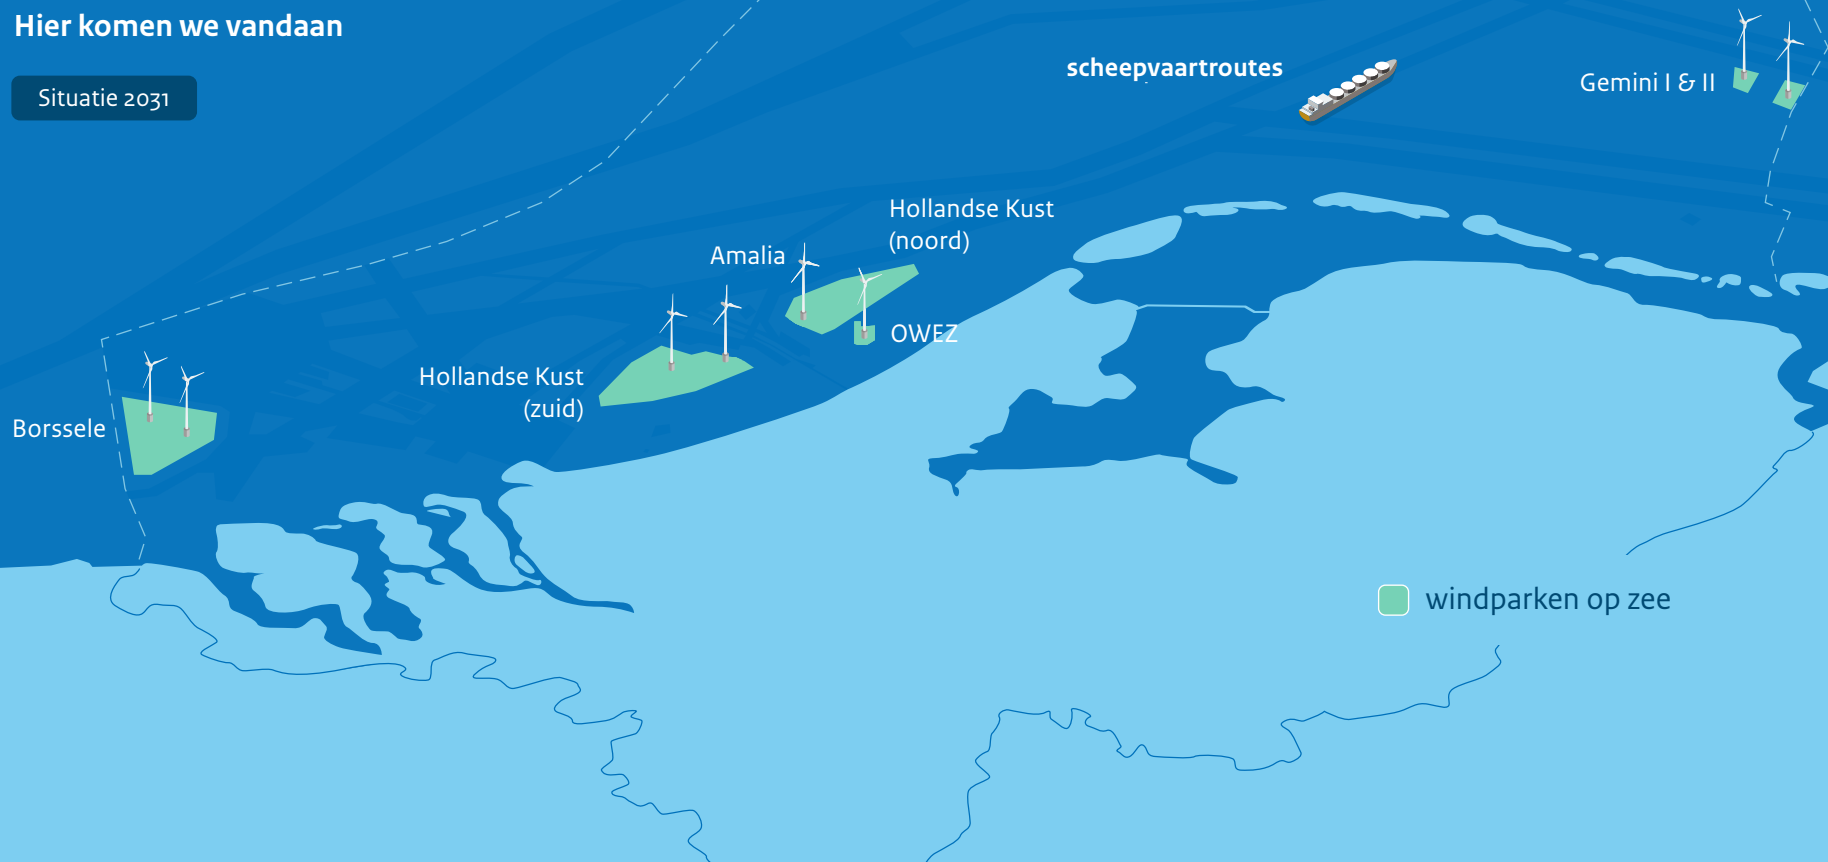 Hier komen we vandaan
Situatie 2031
scheepvaartroutes
Gemini I & II
Hollandse Kust
(noord)
Amalia
OWEZ
Hollandse Kust
(zuid)
Borssele
windparken op zee